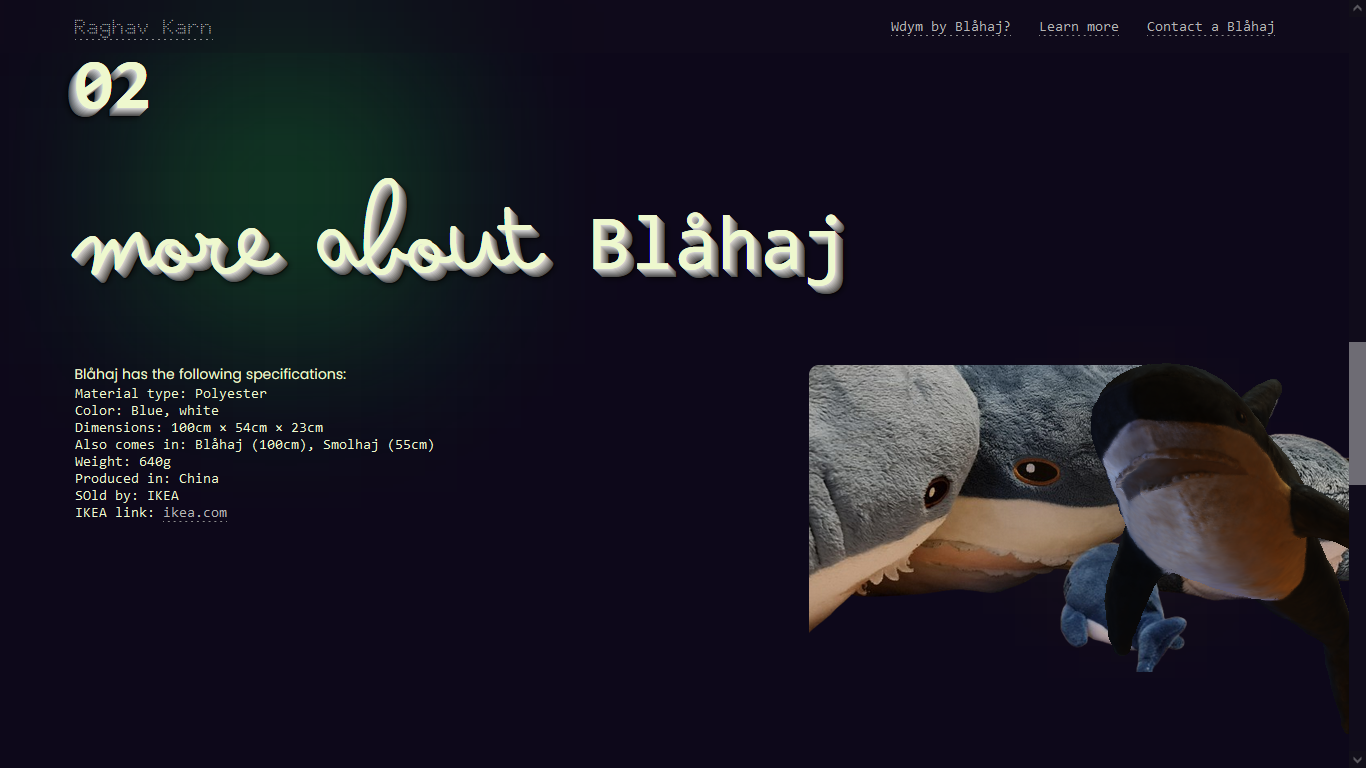 Raghav Karn
Wdym by Blåhaj? Learn more Contact a Blåhaj
02
more about Blåhaj
Blåhaj has the following specifications:
Material type: Polyester
Color: Blue, white
Dimensions: 100cm × 54cm × 23cm
Also comes in: Blåhaj (100cm), Smolhaj (55cm)
Weight: 640g
Produced in: China
SOld by: IKEA
IKEA link: ikea.com